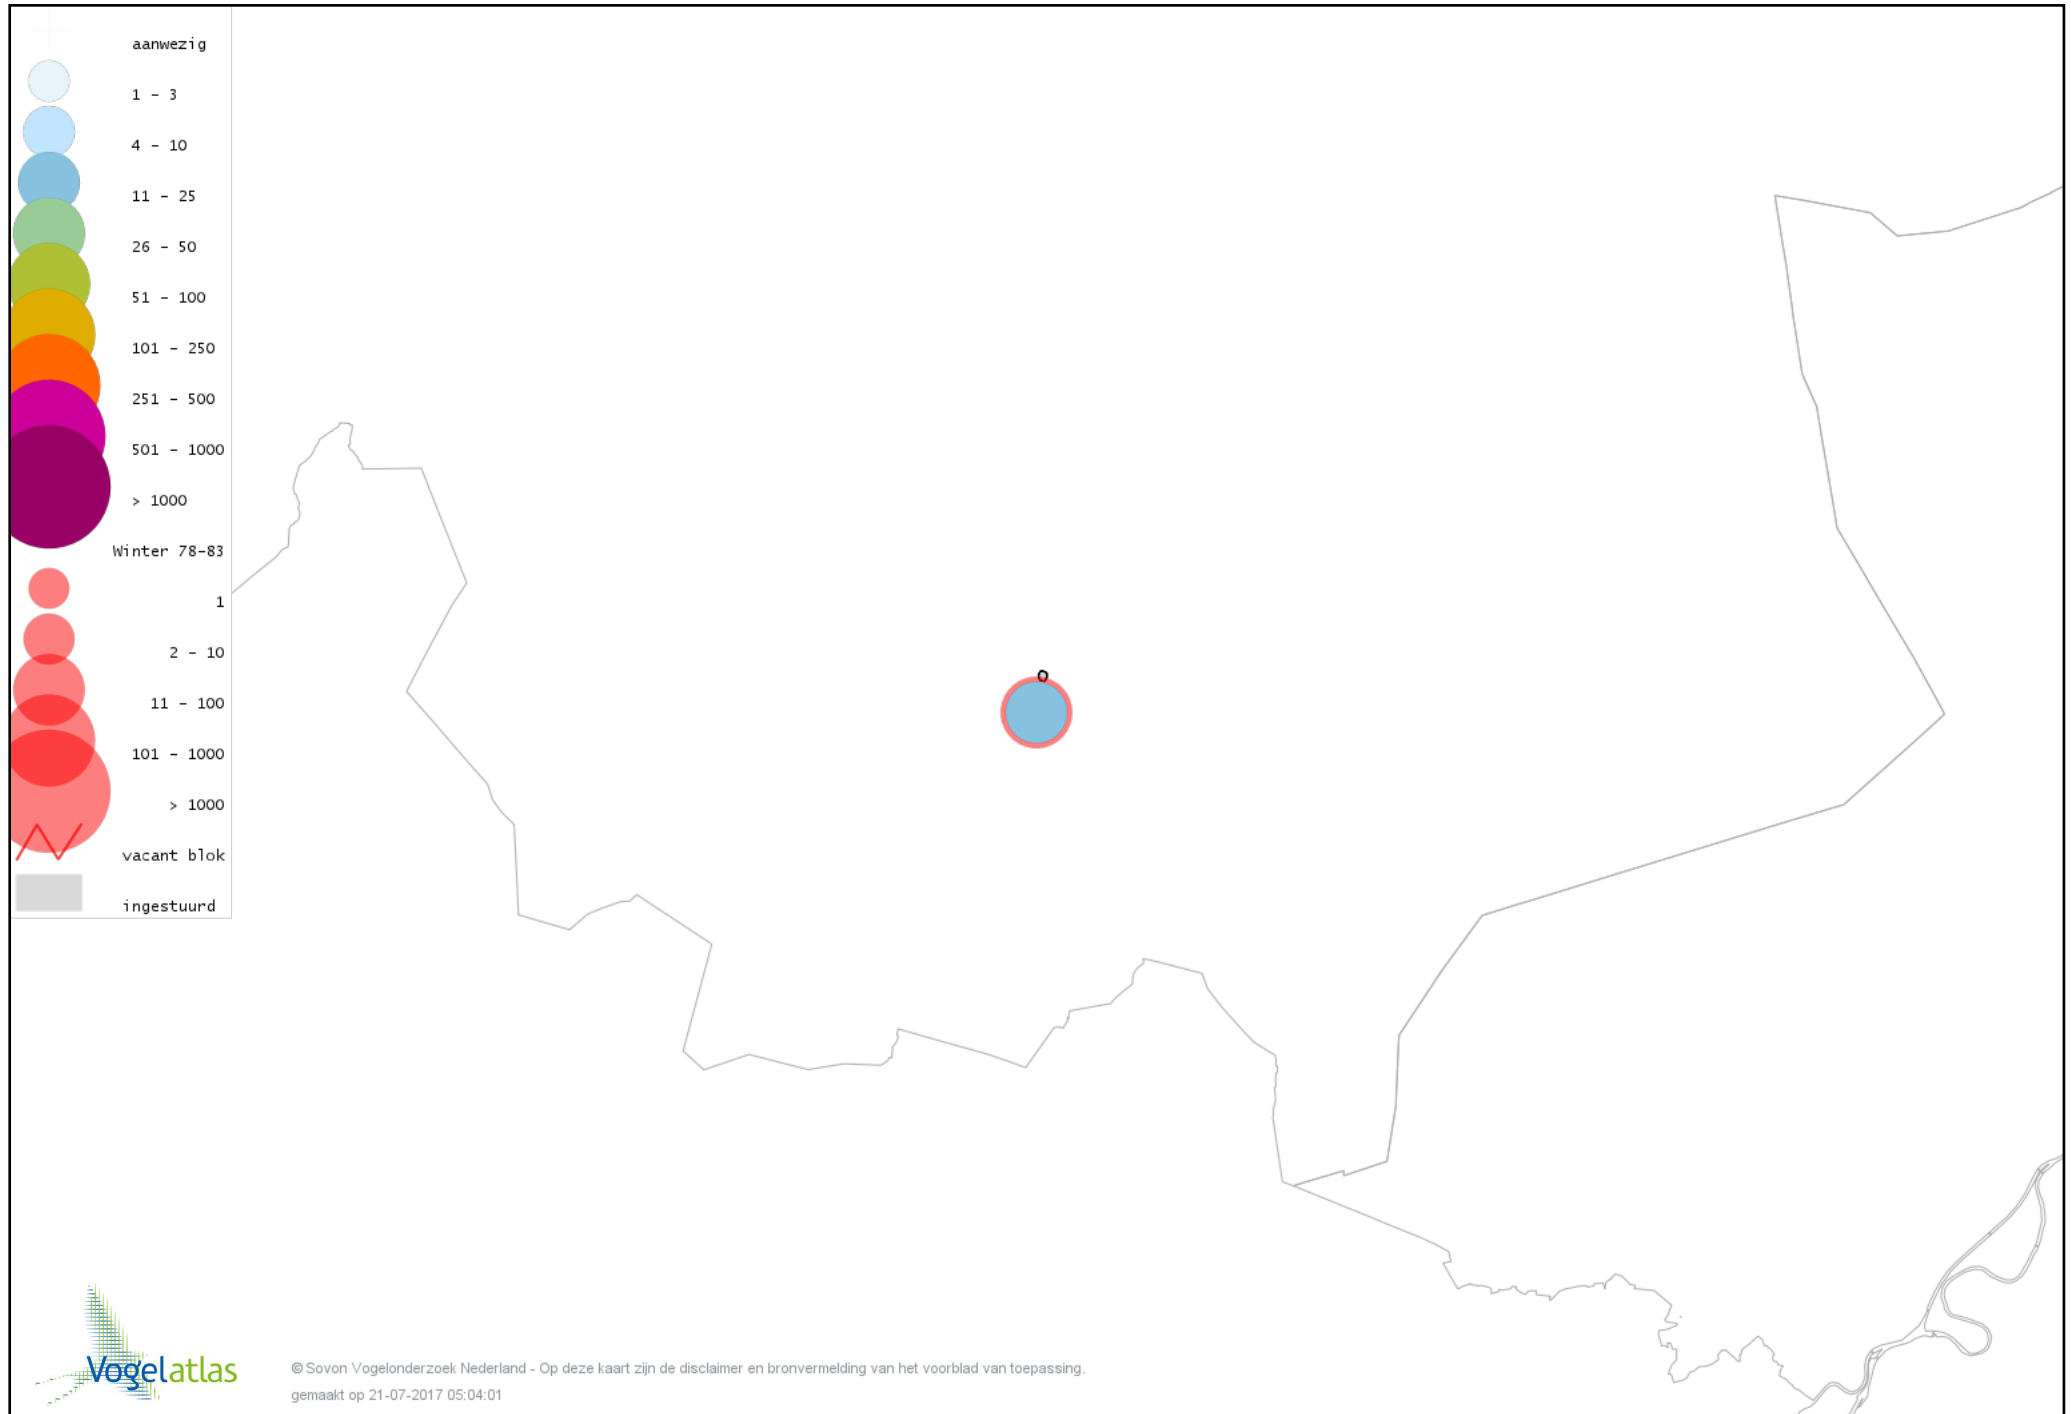 aanwezig
1 - 3
4 - 10
11 - 25
26 - 50
51 - 100
101 - 250
251 - 500
501 - 1000
> 1000
Winter 78-83
1
2 - 10
11 - 100
101 - 1000
> 1000
vacant blok
ingestuurd
0
Vogelatlas
© Sovon Vogelonderzoek Nederland - Op deze kaart zijn de disclaimer en bronvermelding van het voorblad van toepassing.
gemaakt op 21-07-2017 05:04:01